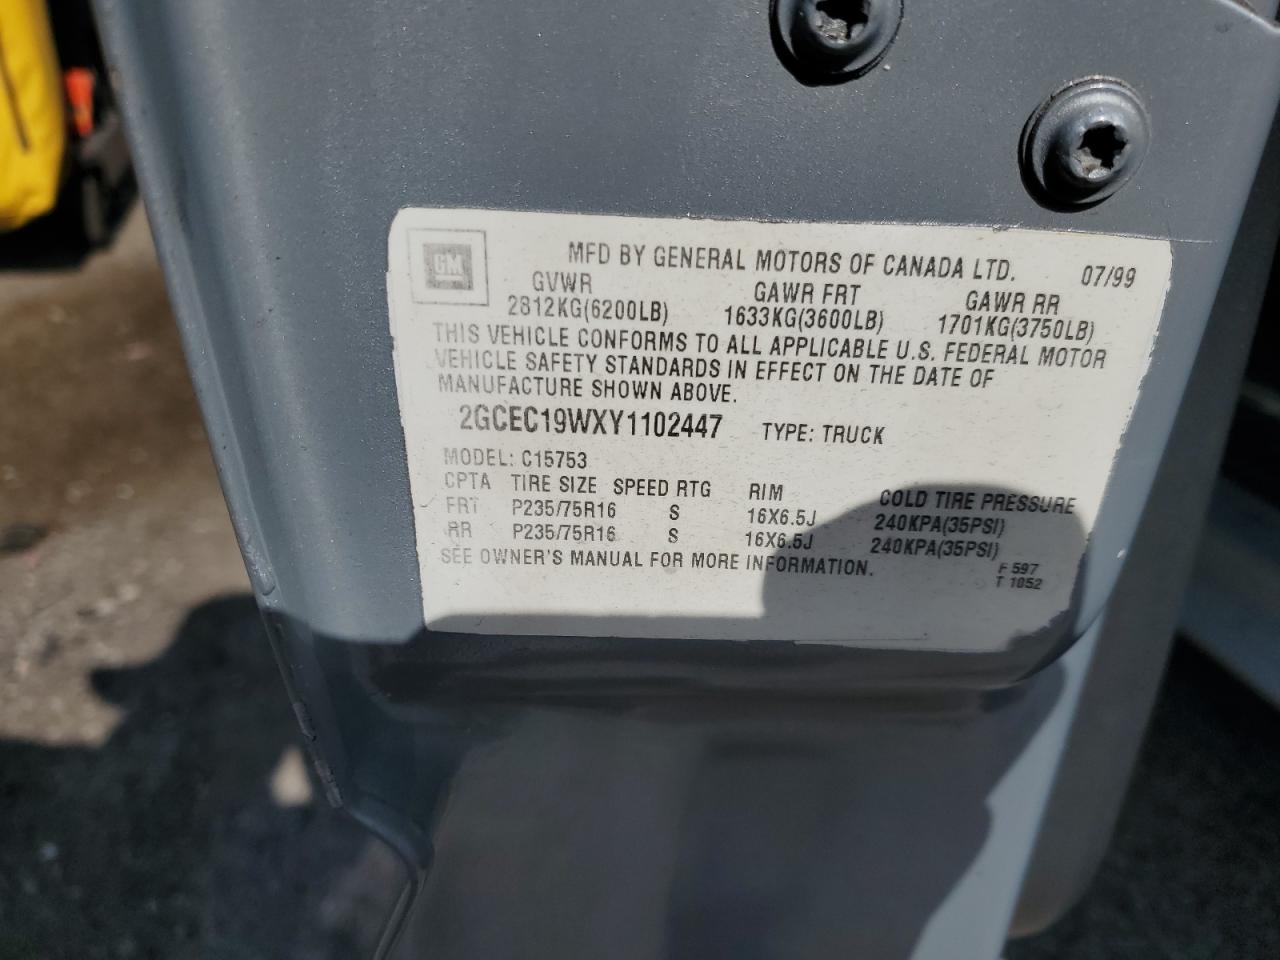 GM
MFD BY GENERAL MOTORS OF CANADA LTD. 07/99
GVWR GAWR FRT GAWR RR
2812KG(6200LB) 1633KG(3600LB) 1701KG(3750LB)
THIS VEHICLE CONFORMS TO ALL APPLICABLE U.S. FEDERAL MOTOR
VEHICLE SAFETY STANDARDS IN EFFECT ON THE DATE OF
MANUFACTURE SHOWN ABOVE.
2GCEC19WXY1102447 TYPE: TRUCK
MODEL: C15753
CPTA TIRE SIZE SPEED RTG RIM COLD TIRE PRESSURE
FRT P235/75R16 S 16X6.5J 240KPA(35PSI)
RR P235/75R16 S 16X6.5J 240KPA(35PSI)
SEE OWNER'S MANUAL FOR MORE INFORMATION.
F 597
T 1052